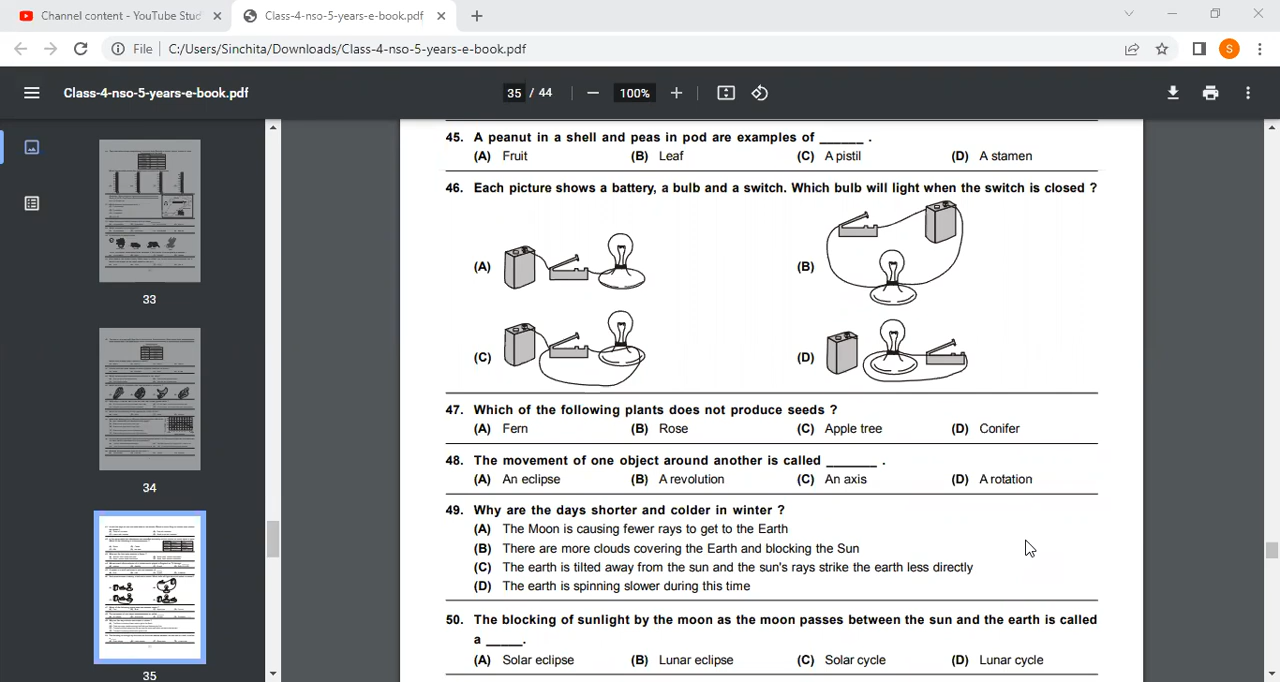 Channel content - YouTube Stud
Class-4-nso-5-years-e-book.pdf
File
C:/Users/Sinchita/Downloads/Class-4-nso-5-years-e-book.pdf
S
Class-4-nso-5-years-e-book.pdf
35 / 44
100%
33
34
35
45. A peanut in a shell and peas in pod are examples of ______ .
(A) Fruit (B) Leaf (C) A pistil (D) A stamen
46. Each picture shows a battery, a bulb and a switch. Which bulb will light when the switch is closed ?
(A) (B)
(C) (D)
47. Which of the following plants does not produce seeds ?
(A) Fern (B) Rose (C) Apple tree (D) Conifer
48. The movement of one object around another is called _______ .
(A) An eclipse (B) A revolution (C) An axis (D) A rotation
49. Why are the days shorter and colder in winter ?
(A) The Moon is causing fewer rays to get to the Earth
(B) There are more clouds covering the Earth and blocking the Sun
(C) The earth is tilted away from the sun and the sun's rays strike the earth less directly
(D) The earth is spinning slower during this time
50. The blocking of sunlight by the moon as the moon passes between the sun and the earth is called
a _____.
(A) Solar eclipse (B) Lunar eclipse (C) Solar cycle (D) Lunar cycle